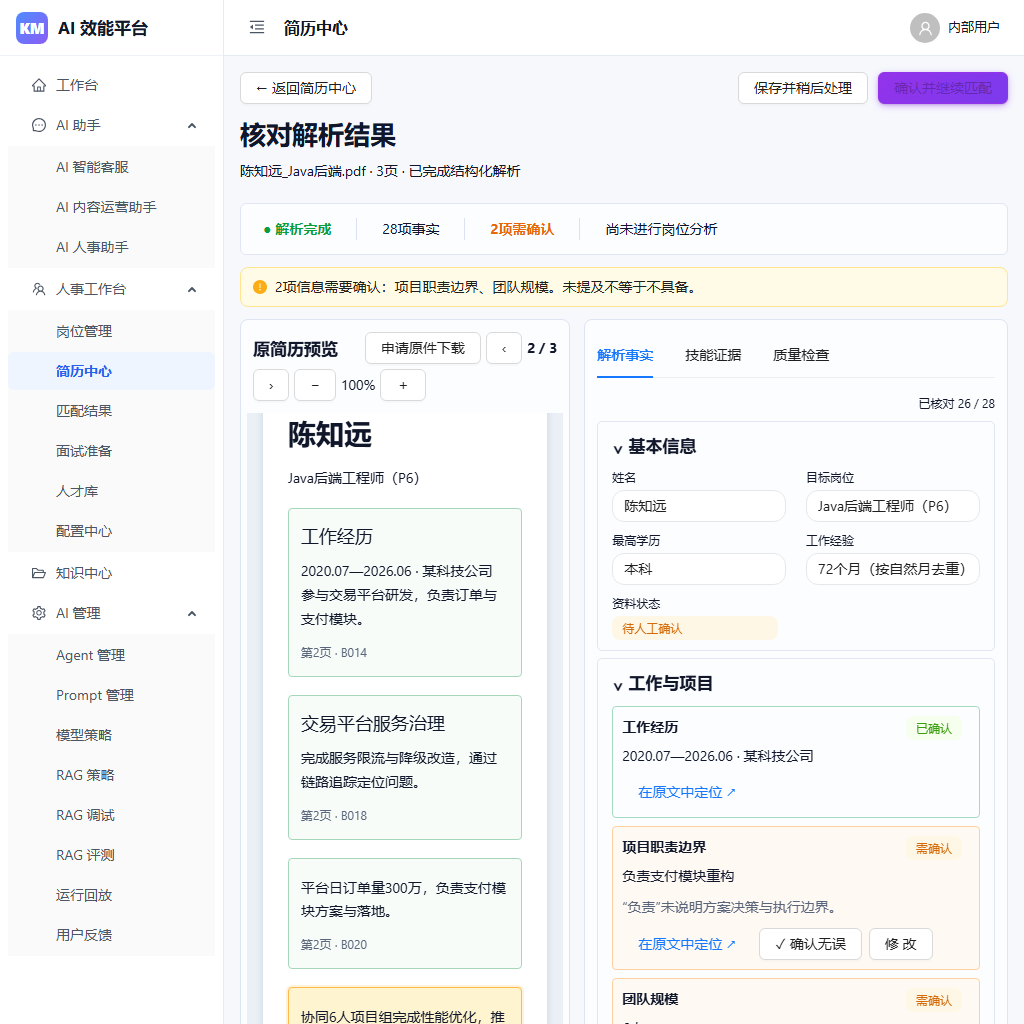 KM AI 效能平台
工作台
AI 助手
AI 智能客服
AI 内容运营助手
AI 人事助手
人事工作台
岗位管理
简历中心
匹配结果
面试准备
人才库
配置中心
知识中心
AI 管理
Agent 管理
Prompt 管理
模型策略
RAG 策略
RAG 调试
RAG 评测
运行回放
用户反馈
简历中心
内部用户
← 返回简历中心
保存并稍后处理
确认并继续匹配
核对解析结果
陈知远_Java后端.pdf · 3页 · 已完成结构化解析
● 解析完成
28项事实
2项需确认
尚未进行岗位分析
2项信息需要确认：项目职责边界、团队规模。未提及不等于不具备。
原简历预览
申请原件下载
‹
2 / 3
›
−
100%
+
陈知远
Java后端工程师（P6）
工作经历
2020.07—2026.06 · 某科技公司
参与交易平台研发，负责订单与
支付模块。
第2页 · B014
交易平台服务治理
完成服务限流与降级改造，通过
链路追踪定位问题。
第2页 · B018
平台日订单量300万，负责支付模
块方案与落地。
第2页 · B020
协同6人项目组完成性能优化，推
解析事实
技能证据
质量检查
已核对 26 / 28
基本信息
姓名
目标岗位
陈知远
Java后端工程师（P6）
最高学历
工作经验
本科
72个月（按自然月去重）
资料状态
待人工确认
工作与项目
工作经历
已确认
2020.07—2026.06 · 某科技公司
在原文中定位 ↗
项目职责边界
需确认
负责支付模块重构
“负责”未说明方案决策与执行边界。
在原文中定位 ↗
✓ 确认无误
修 改
团队规模
需确认